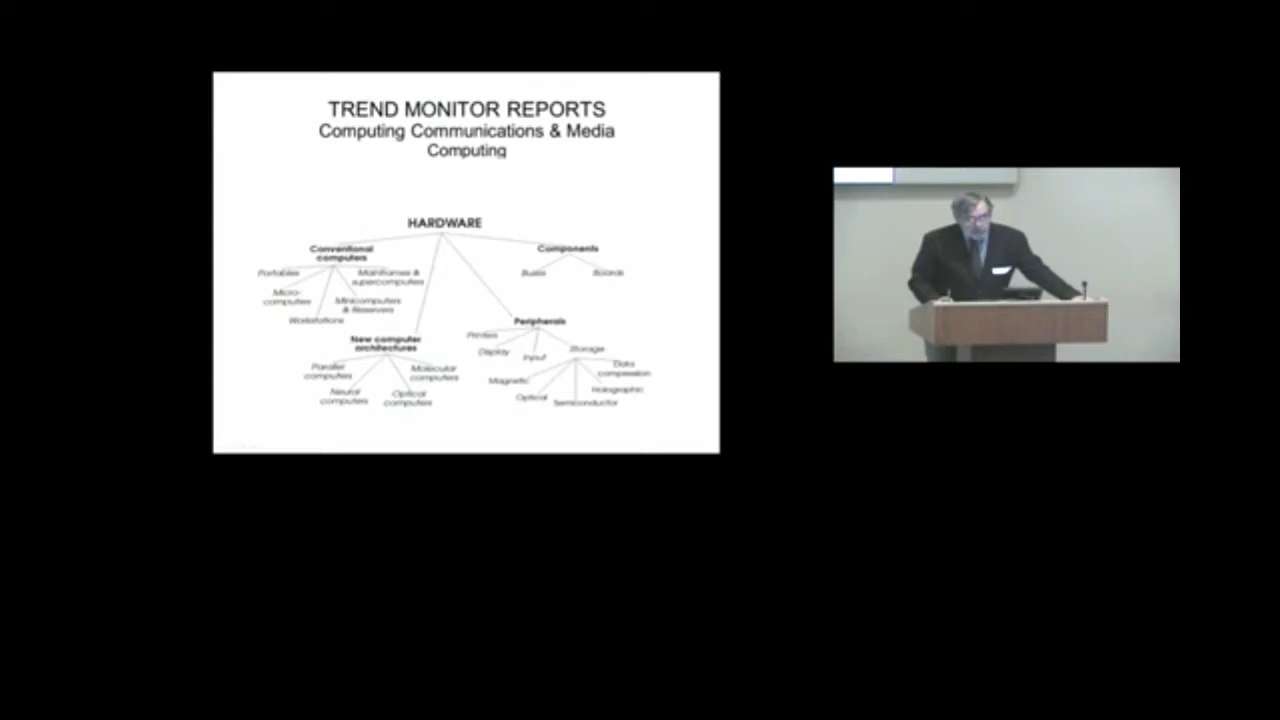 TREND MONITOR REPORTS
Computing Communications & Media
Computing
HARDWARE
Conventional
computers
Components
Portables
Mainframes &
supercomputers
Buses
Boards
Micro-
computers
Minicomputers
& fileservers
Workstations
Peripherals
New computer
architectures
Printers
Display
Input
Storage
Parallel
computers
Molecular
computers
Data
compession
Magnetic
Neural
computers
Optical
computers
Holographic
Optical
Semiconductor